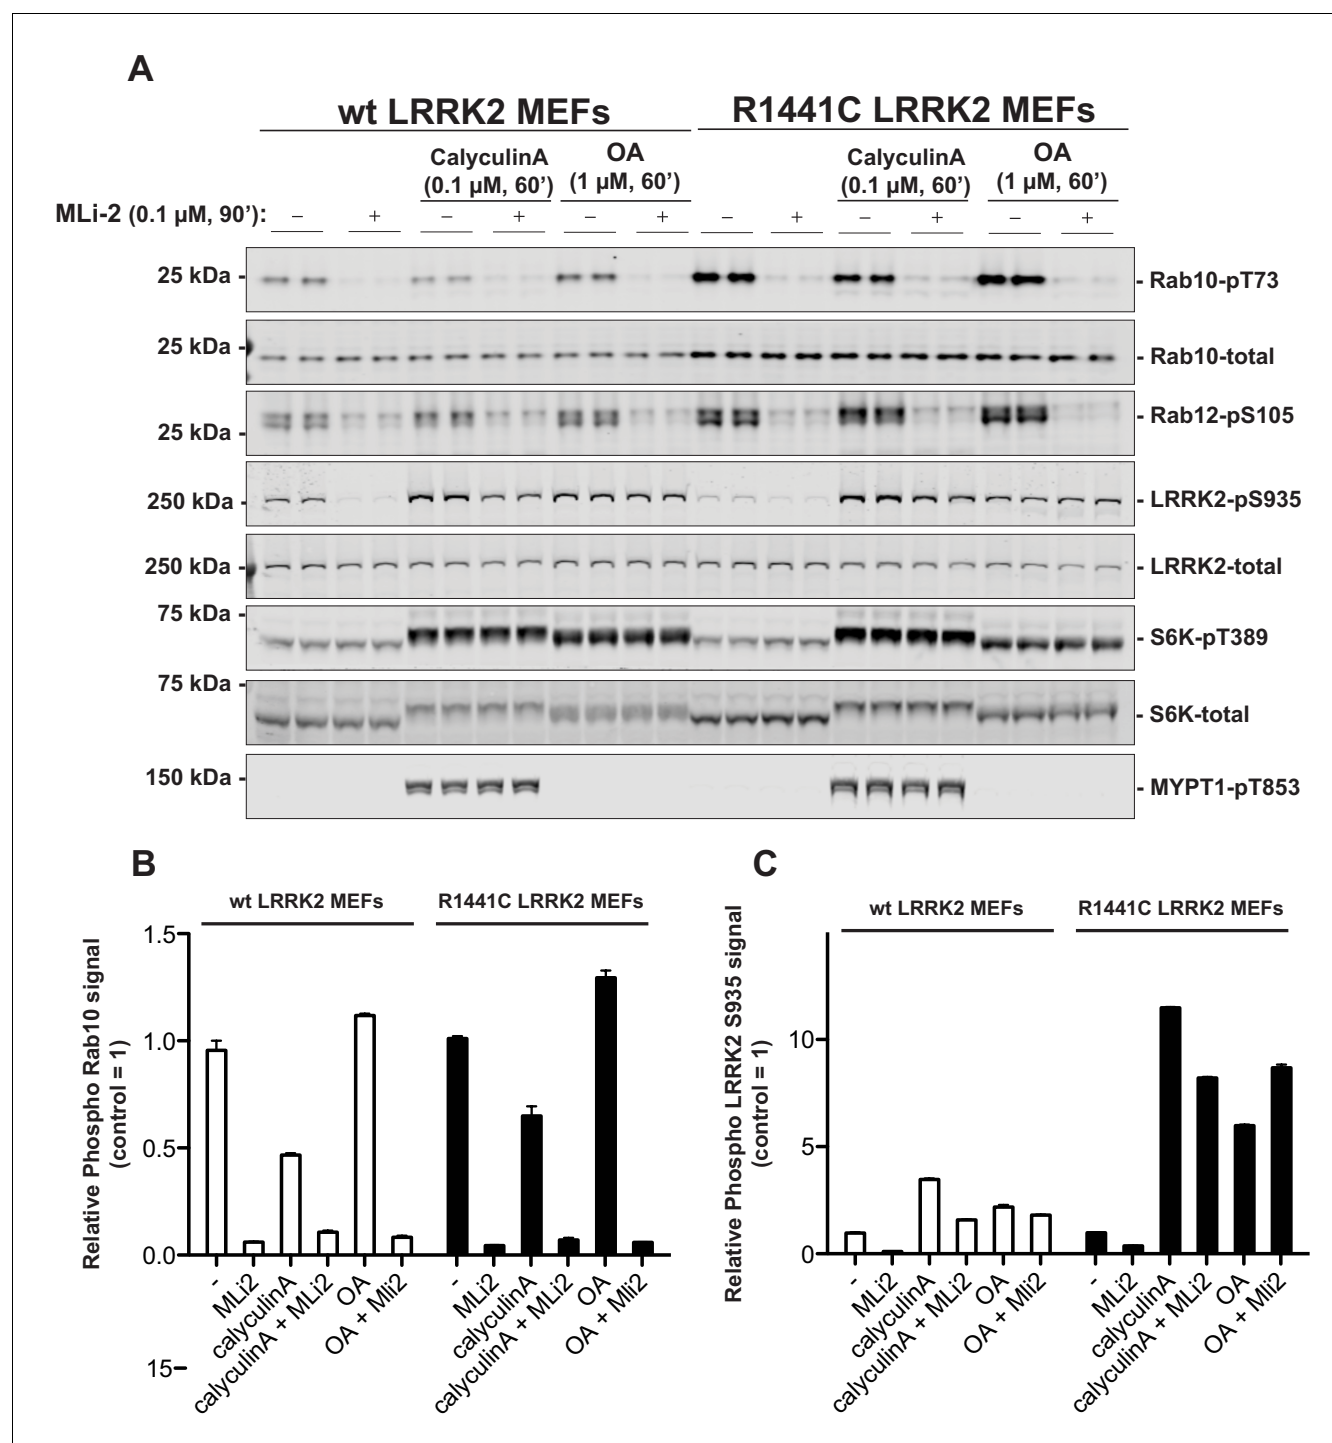 A
wt LRRK2 MEFs
R1441C LRRK2 MEFs
CalyculinA
(0.1 µM, 60’)
OA
(1 µM, 60’)
CalyculinA
(0.1 µM, 60’)
OA
(1 µM, 60’)
MLi-2 (0.1 µM, 90’): – + – + – + – + – + – +
25 kDa - - Rab10-pT73
25 kDa - - Rab10-total
25 kDa - - Rab12-pS105
250 kDa - - LRRK2-pS935
250 kDa - - LRRK2-total
75 kDa - - S6K-pT389
75 kDa - - S6K-total
150 kDa - - MYPT1-pT853
B
wt LRRK2 MEFs
R1441C LRRK2 MEFs
Relative Phospho Rab10 signal
(control = 1)
1.5
1.0
0.5
0.0
-
MLi2
calyculinA
calyculinA + MLi2
OA
OA + Mli2
-
MLi2
calyculinA
calyculinA + MLi2
OA
OA + Mli2
15
C
wt LRRK2 MEFs
R1441C LRRK2 MEFs
Relative Phospho LRRK2 S935 signal
(control = 1)
10
5
0
-
MLi2
calyculinA
calyculinA + MLi2
OA
OA + Mli2
-
MLi2
calyculinA
calyculinA + MLi2
OA
OA + Mli2